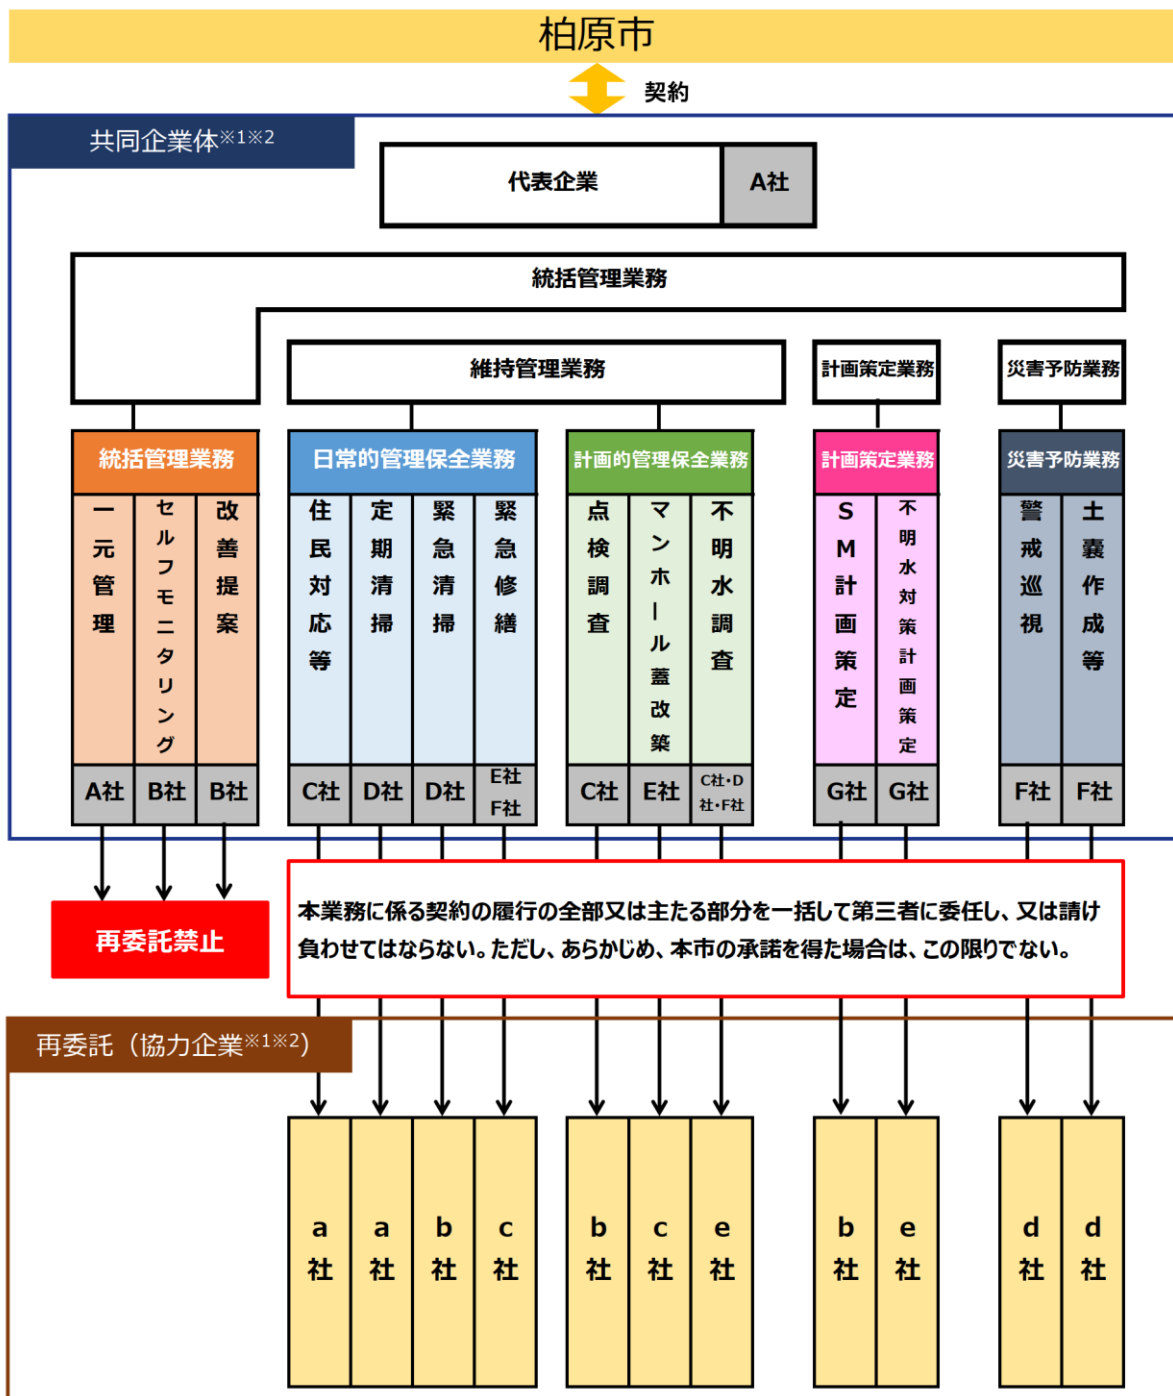 柏原市
契約
共同企業体※1※2
代表企業
A社
統括管理業務
維持管理業務
計画策定業務
災害予防業務
統括管理業務
日常的管理保全業務
計画的管理保全業務
計画策定業務
災害予防業務
一元管理
セルフモニタリング
改善提案
住民対応等
定期清掃
緊急清掃
緊急修繕
点検調査
マンホール蓋改築
不明水調査
SM計画策定
不明水対策計画策定
警戒巡視
土嚢作成等
A社
B社
B社
C社
D社
D社
E社
F社
C社
E社
C社・D
社・F社
G社
G社
F社
F社
再委託禁止
本業務に係る契約の履行の全部又は主たる部分を一括して第三者に委任し、又は請け
負わせてはならない。ただし、あらかじめ、本市の承諾を得た場合は、この限りでない。
再委託（協力企業※1※2）
a社
a社
b社
c社
b社
c社
e社
b社
e社
d社
d社